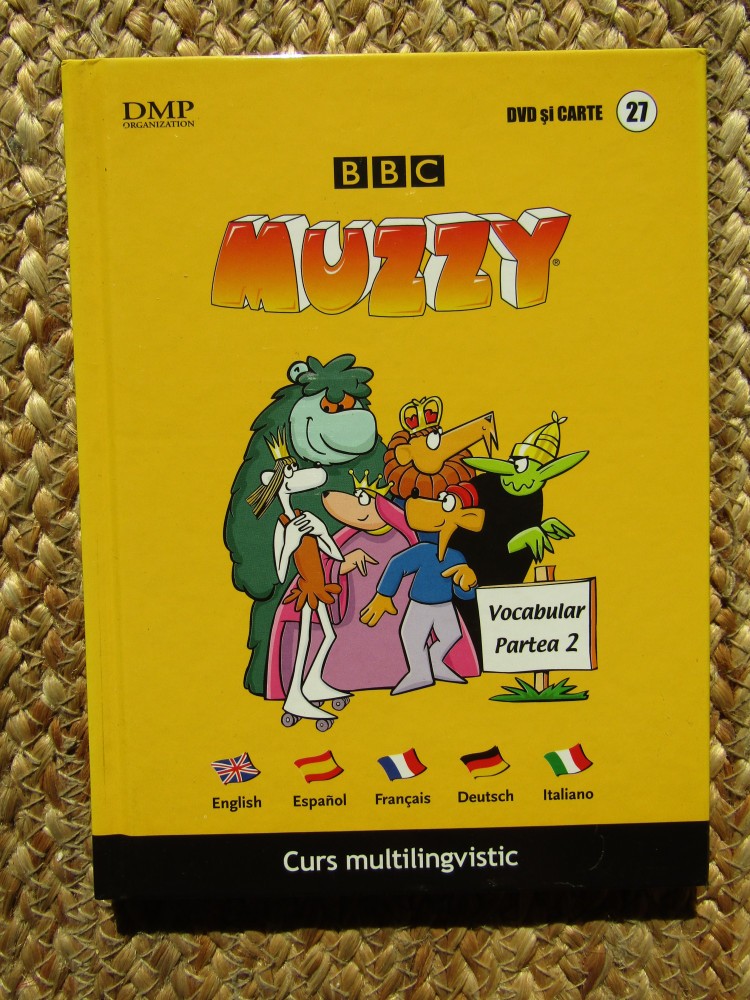 DMP
ORGANIZATION
DVD și CARTE 27
BBC
MUZZY®
Vocabular
Partea 2
English Español Français Deutsch Italiano
Curs multilingvistic